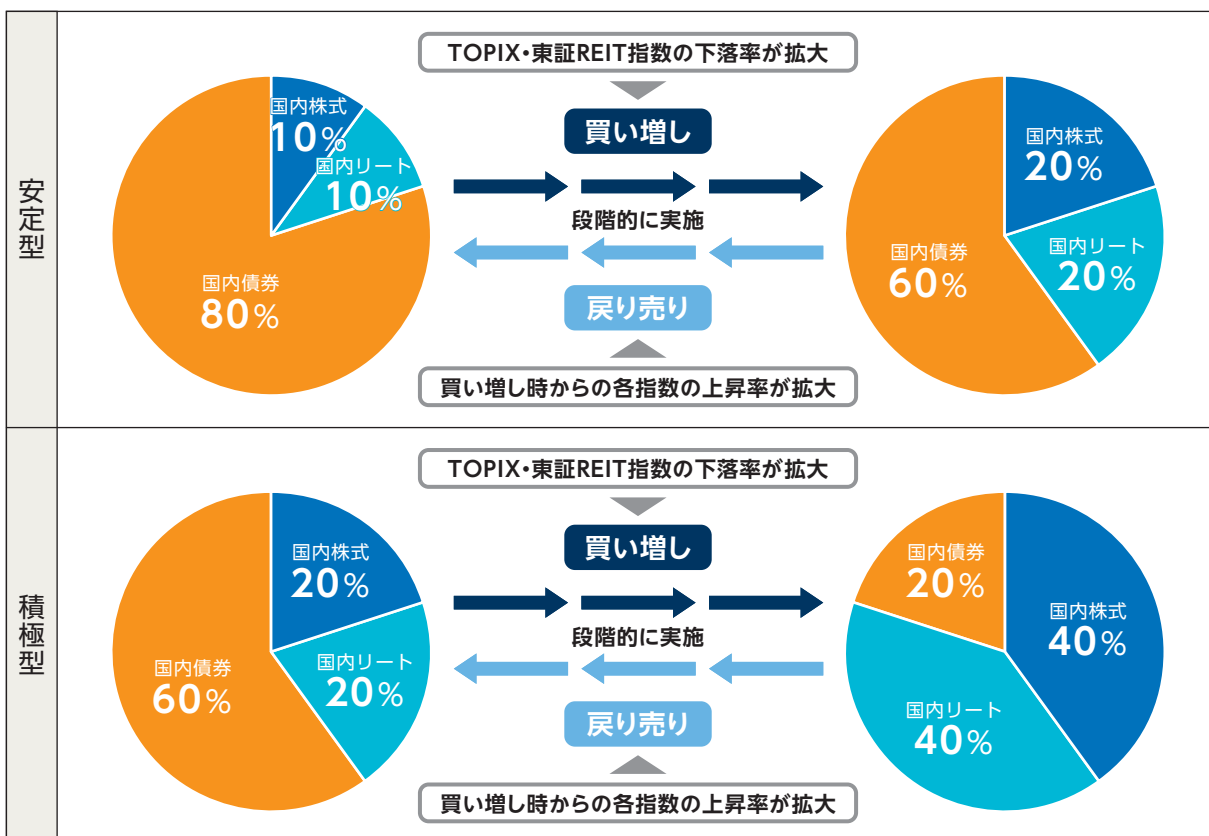 安定型
TOPIX・東証REIT指数の下落率が拡大
買い増し
段階的に実施
戻り売り
買い増し時からの各指数の上昇率が拡大
国内株式
10%
国内リート
10%
国内債券
80%
国内株式
20%
国内リート
20%
国内債券
60%
積極型
TOPIX・東証REIT指数の下落率が拡大
買い増し
段階的に実施
戻り売り
買い増し時からの各指数の上昇率が拡大
国内株式
20%
国内リート
20%
国内債券
60%
国内債券
20%
国内株式
40%
国内リート
40%